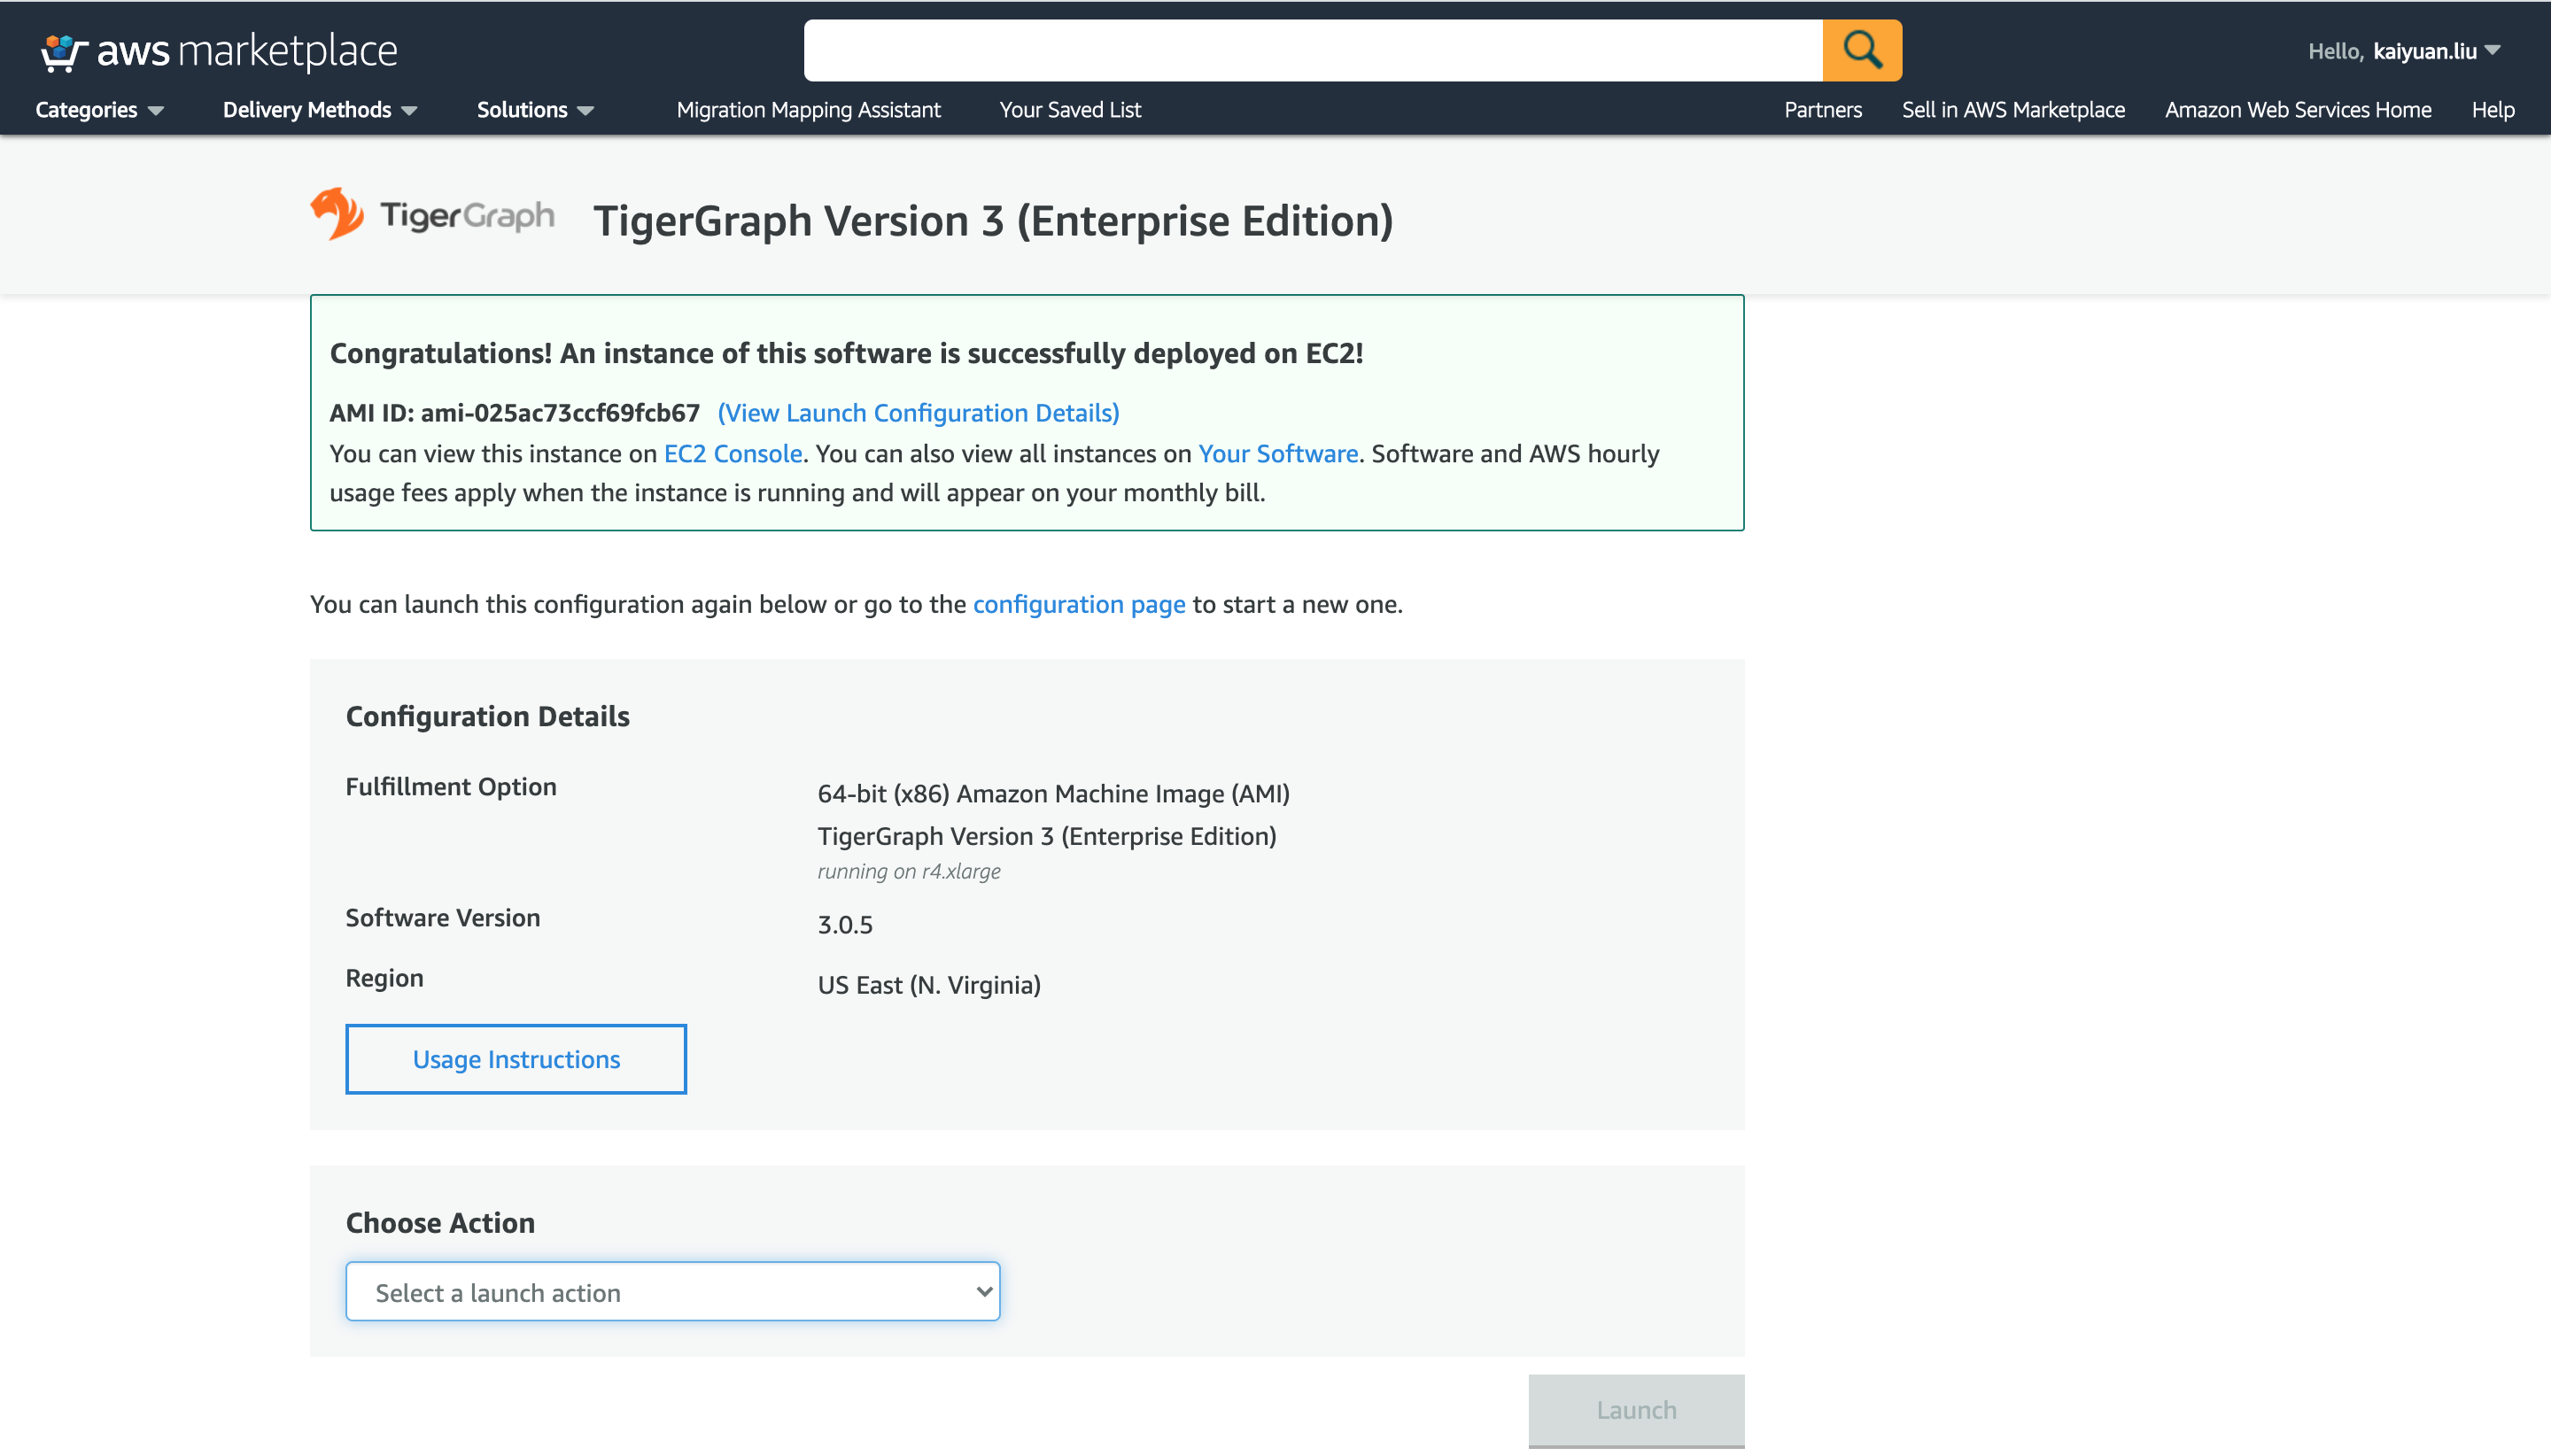 aws marketplace
Hello, kaiyuan.liu
Categories
Delivery Methods
Solutions
Migration Mapping Assistant
Your Saved List
Partners
Sell in AWS Marketplace
Amazon Web Services Home
Help
TigerGraph
TigerGraph Version 3 (Enterprise Edition)
Congratulations! An instance of this software is successfully deployed on EC2!
AMI ID: ami-025ac73ccf69fcb67 (View Launch Configuration Details)
You can view this instance on EC2 Console. You can also view all instances on Your Software. Software and AWS hourly
usage fees apply when the instance is running and will appear on your monthly bill.
You can launch this configuration again below or go to the configuration page to start a new one.
Configuration Details
Fulfillment Option
64-bit (x86) Amazon Machine Image (AMI)
TigerGraph Version 3 (Enterprise Edition)
running on r4.xlarge
Software Version
3.0.5
Region
US East (N. Virginia)
Usage Instructions
Choose Action
Select a launch action
Launch